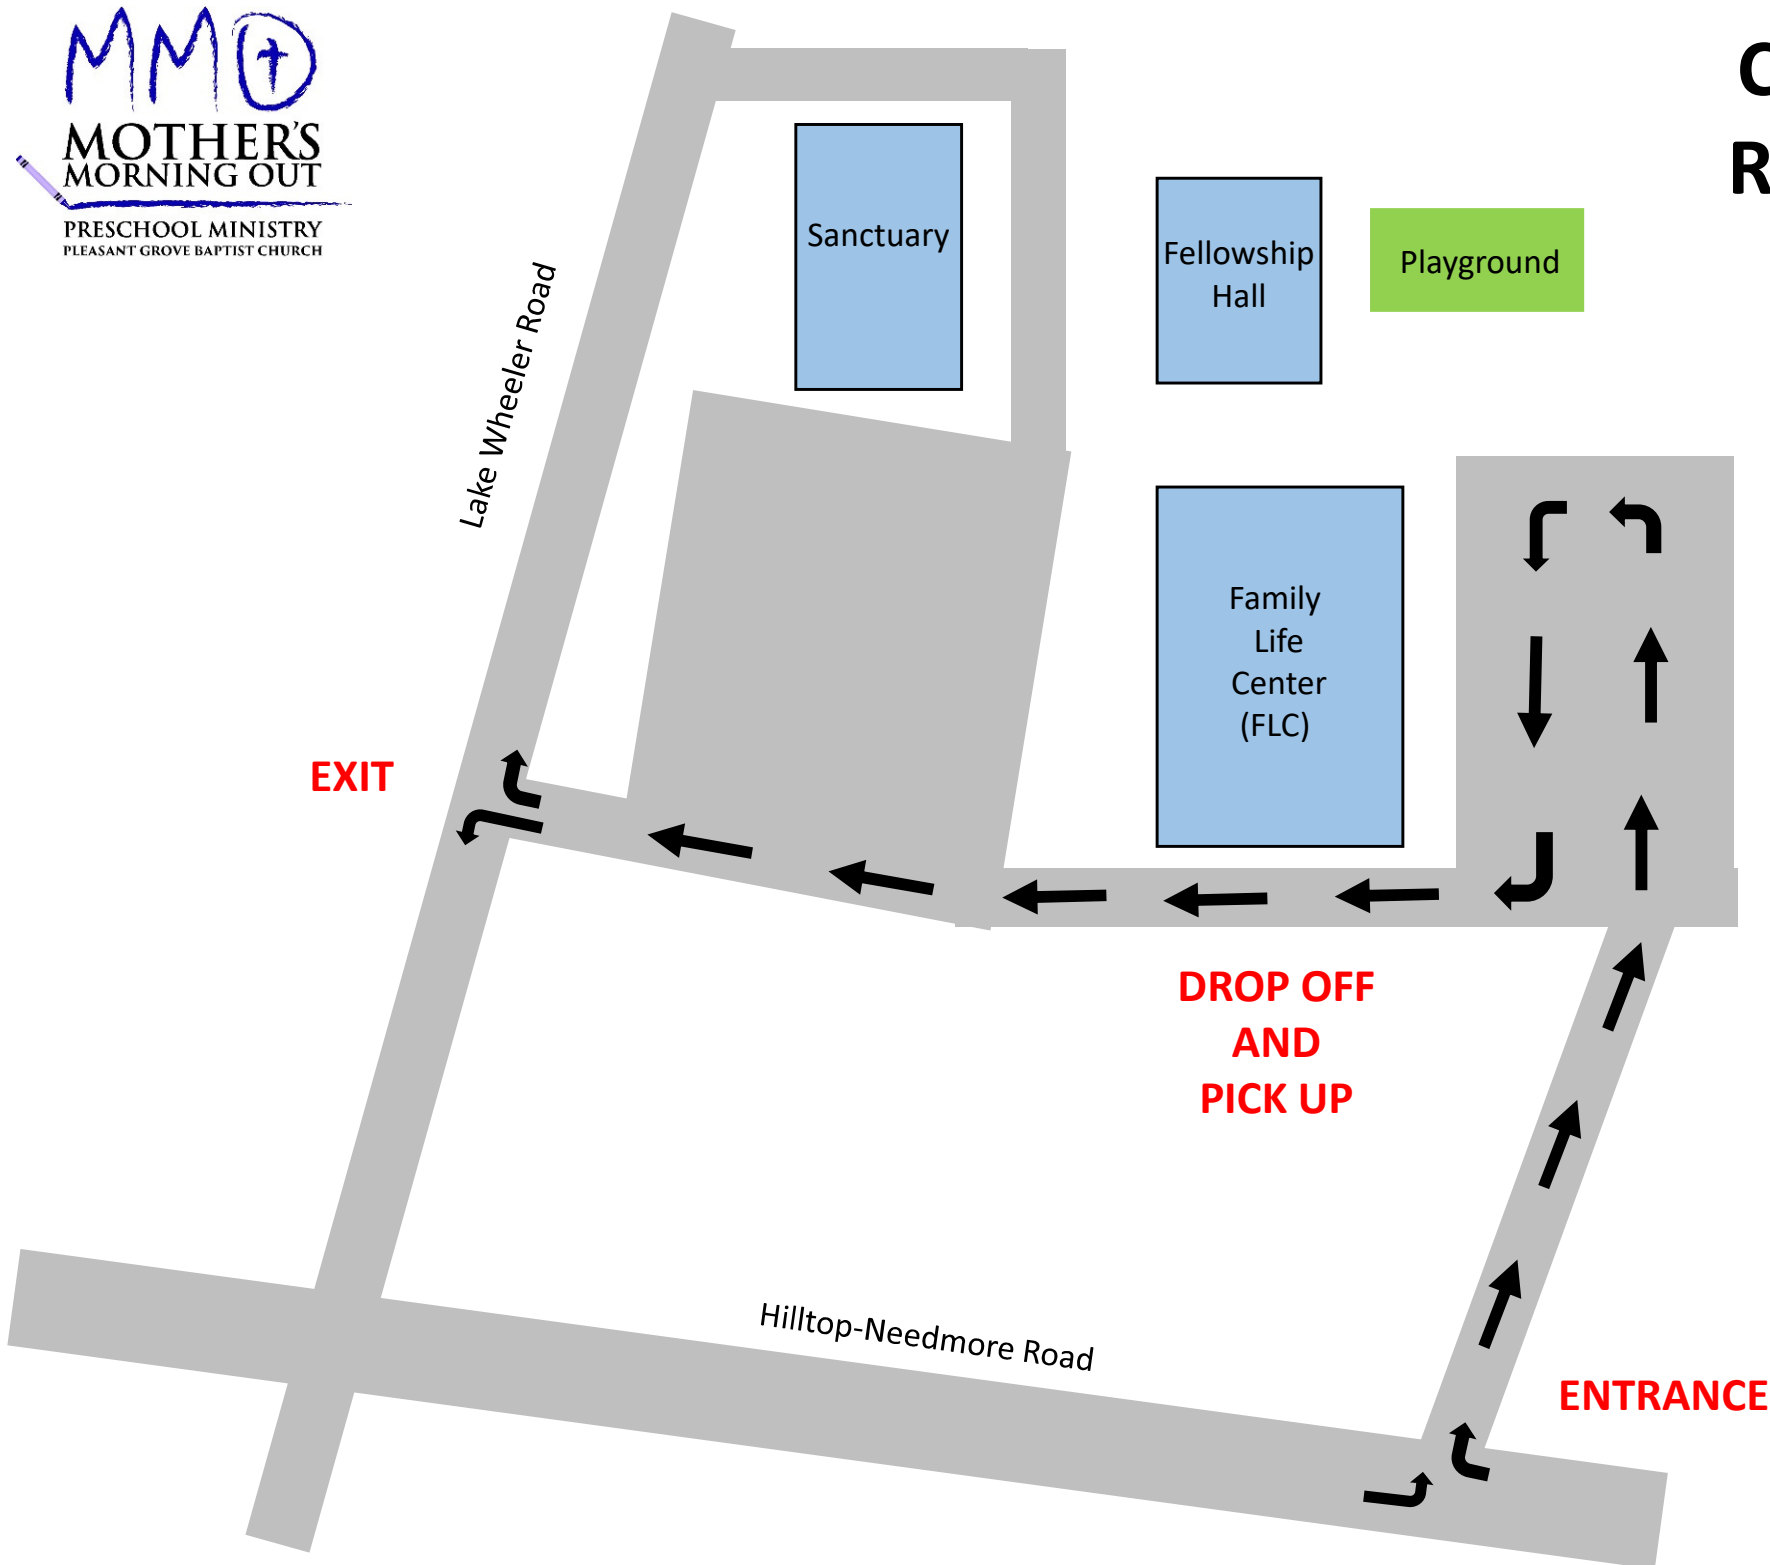 MMO
MOTHER'S
MORNING OUT
PRESCHOOL MINISTRY
PLEASANT GROVE BAPTIST CHURCH
Sanctuary
Fellowship
Hall
Playground
Lake Wheeler Road
Family
Life
Center
(FLC)
EXIT
DROP OFF
AND
PICK UP
Hilltop-Needmore Road
ENTRANCE